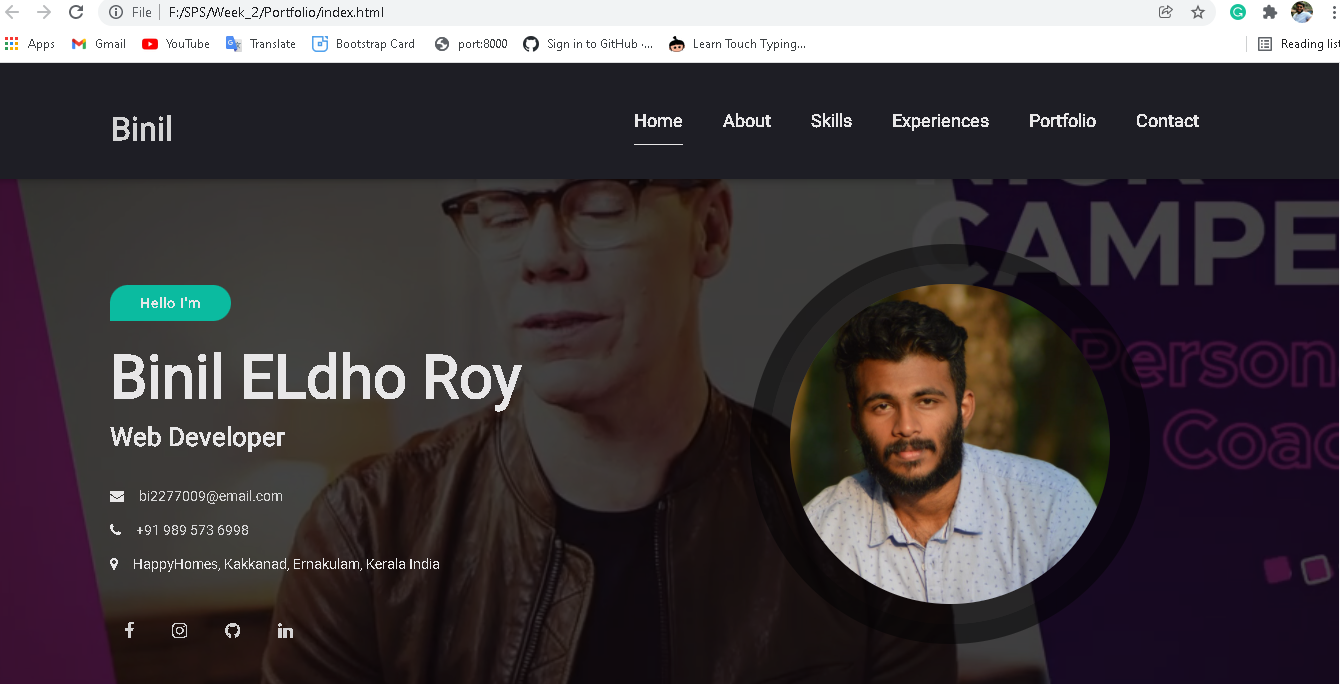 File | F:/SPS/Week_2/Portfolio/index.html
Apps Gmail YouTube Translate Bootstrap Card port:8000 Sign in to GitHub ·... Learn Touch Typing... Reading list
Binil Home About Skills Experiences Portfolio Contact
CAMPE
Hello I'm
Person
Binil ELdho Roy
Coac
Web Developer
bi2277009@email.com
+91 989 573 6998
HappyHomes, Kakkanad, Ernakulam, Kerala India